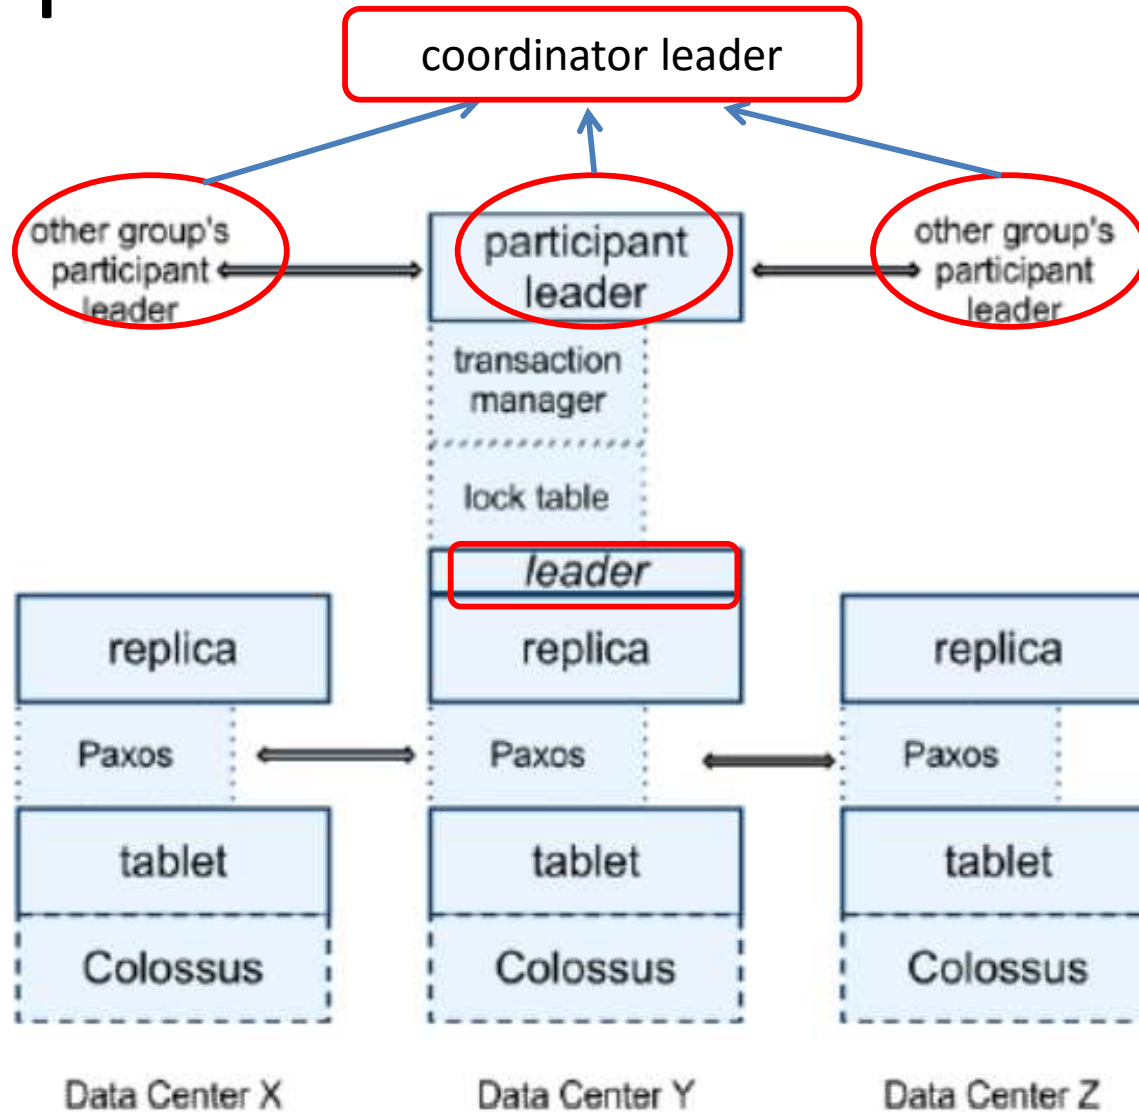 coordinator leader
other group's
participant
leader
participant
leader
other group's
participant
leader
transaction
manager
lock table
leader
replica
replica
replica
Paxos
Paxos
Paxos
tablet
tablet
tablet
Colossus
Colossus
Colossus
Data Center X
Data Center Y
Data Center Z